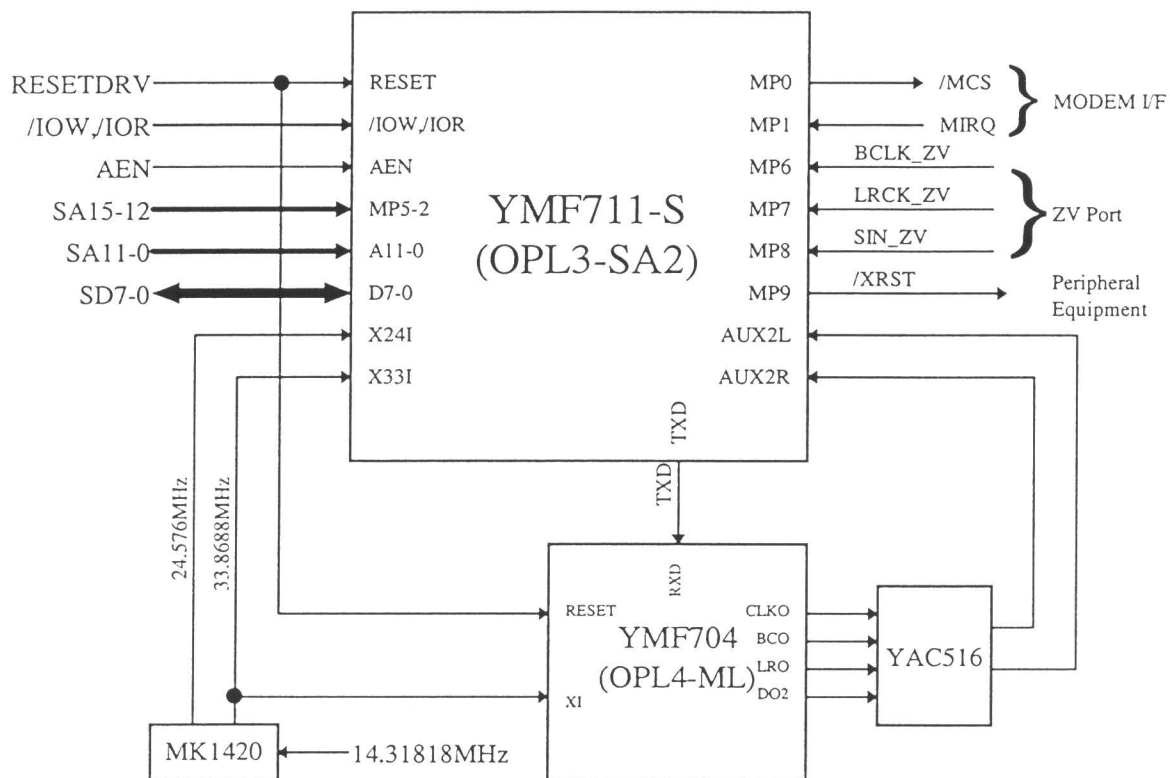 RESETDRV
RESET
MP0
/MCS
MODEM I/F
/IOW,/IOR
/IOW,/IOR
MP1
MIRQ
AEN
AEN
MP6
BCLK_ZV
SA15-12
MP5-2
YMF711-S
MP7
LRCK_ZV
ZV Port
SA11-0
A11-0
(OPL3-SA2)
MP8
SIN_ZV
SD7-0
D7-0
MP9
/XRST
Peripheral
Equipment
X24I
AUX2L
X33I
AUX2R
TXD
TXD
24.576MHz
33.8688MHz
RXD
RESET
CLKO
YMF704
BCO
(OPL4-ML)
LRO
YAC516
XI
DO2
MK1420
14.31818MHz